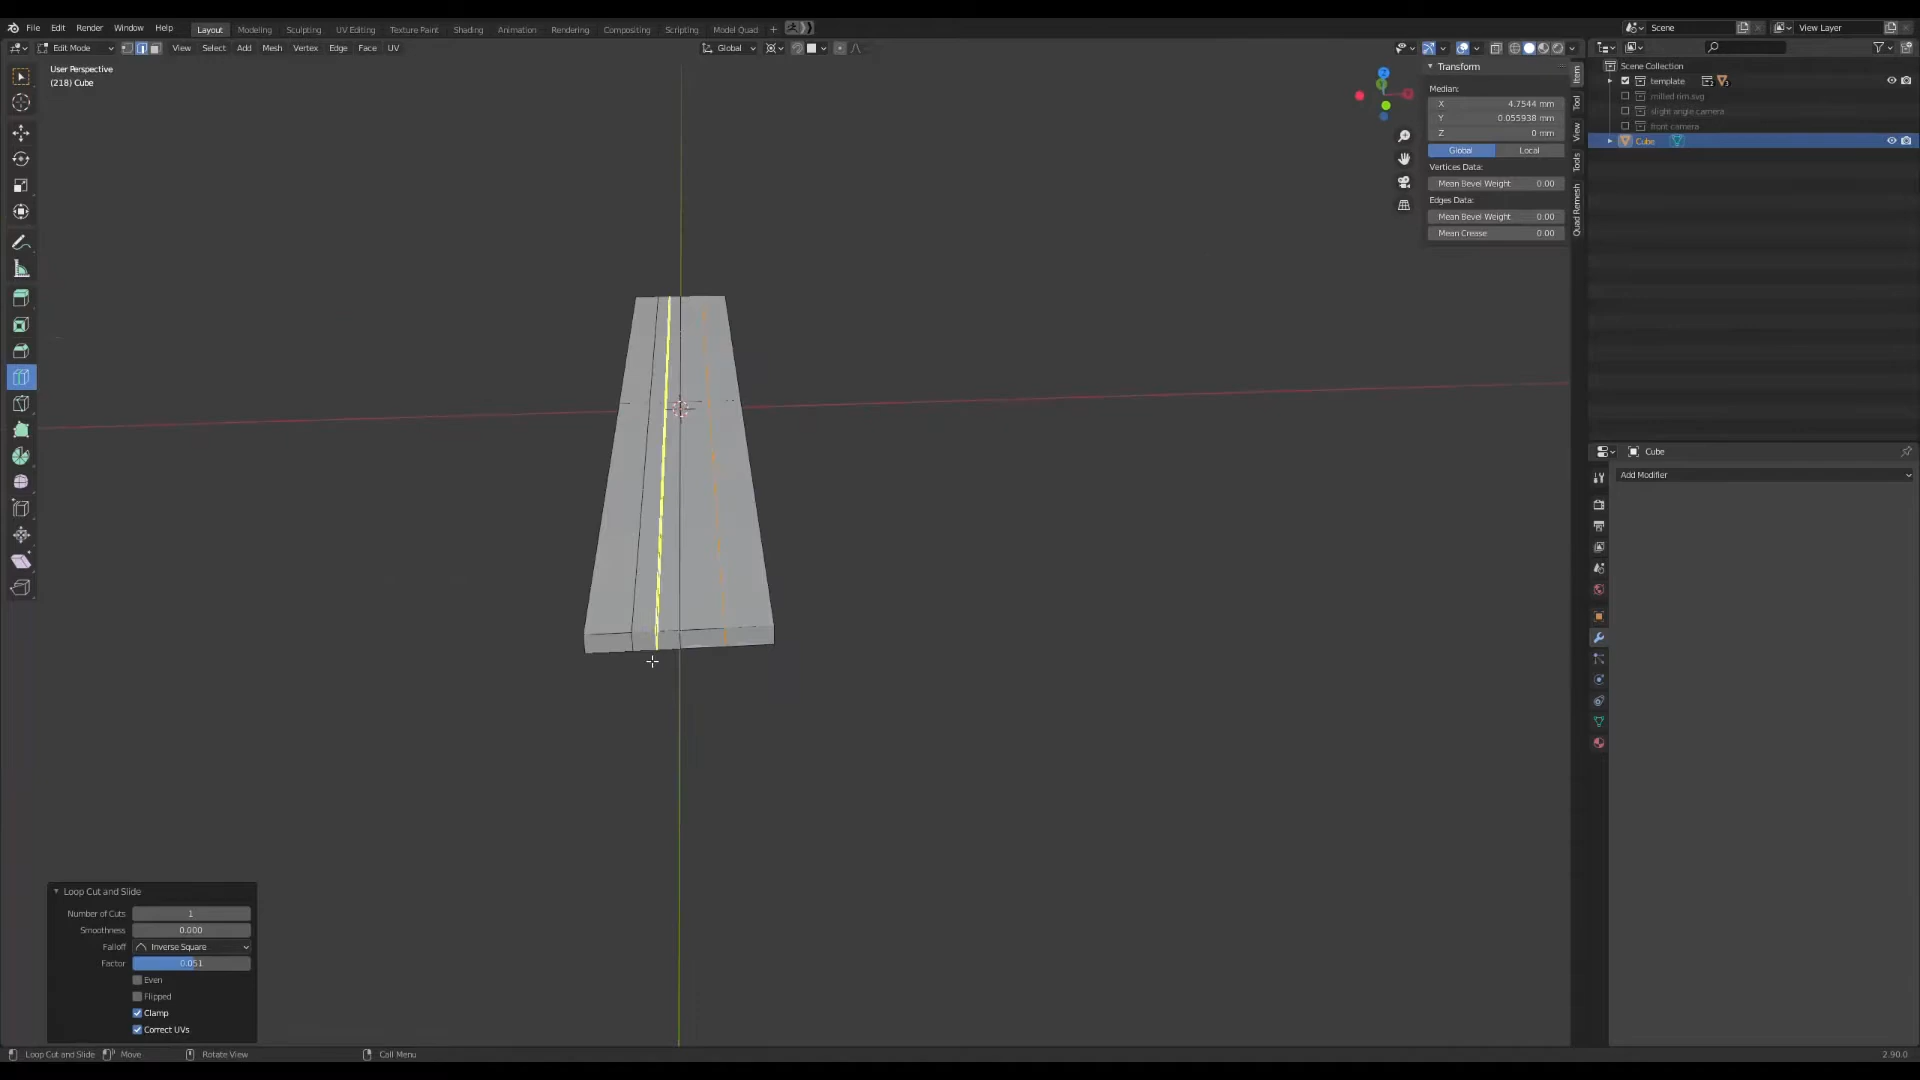 File Edit Render Window Help Layout Modeling Sculpting UV Editing Texture Paint Shading Animation Rendering Compositing Scripting Model Quad + Scene View Layer
Edit Mode View Select Add Mesh Vertex Edge Face UV Global
User Perspective
(218) Cube
Transform
Median:
X 4.7544 mm
Y 0.055938 mm
Z 0 mm
Global Local
Vertices Data:
Mean Bevel Weight 0.00
Edges Data:
Mean Bevel Weight 0.00
Mean Crease 0.00
Item
Tool
View
Tools
Quad Remesh
Scene Collection
template
milled rim.svg
slight angle camera
front camera
Cube
Cube
Add Modifier
Loop Cut and Slide
Number of Cuts 1
Smoothness 0.000
Falloff Inverse Square
Factor 0.051
Even
Flipped
Clamp
Correct UVs
Loop Cut and Slide Move Rotate View Call Menu 2.90.0